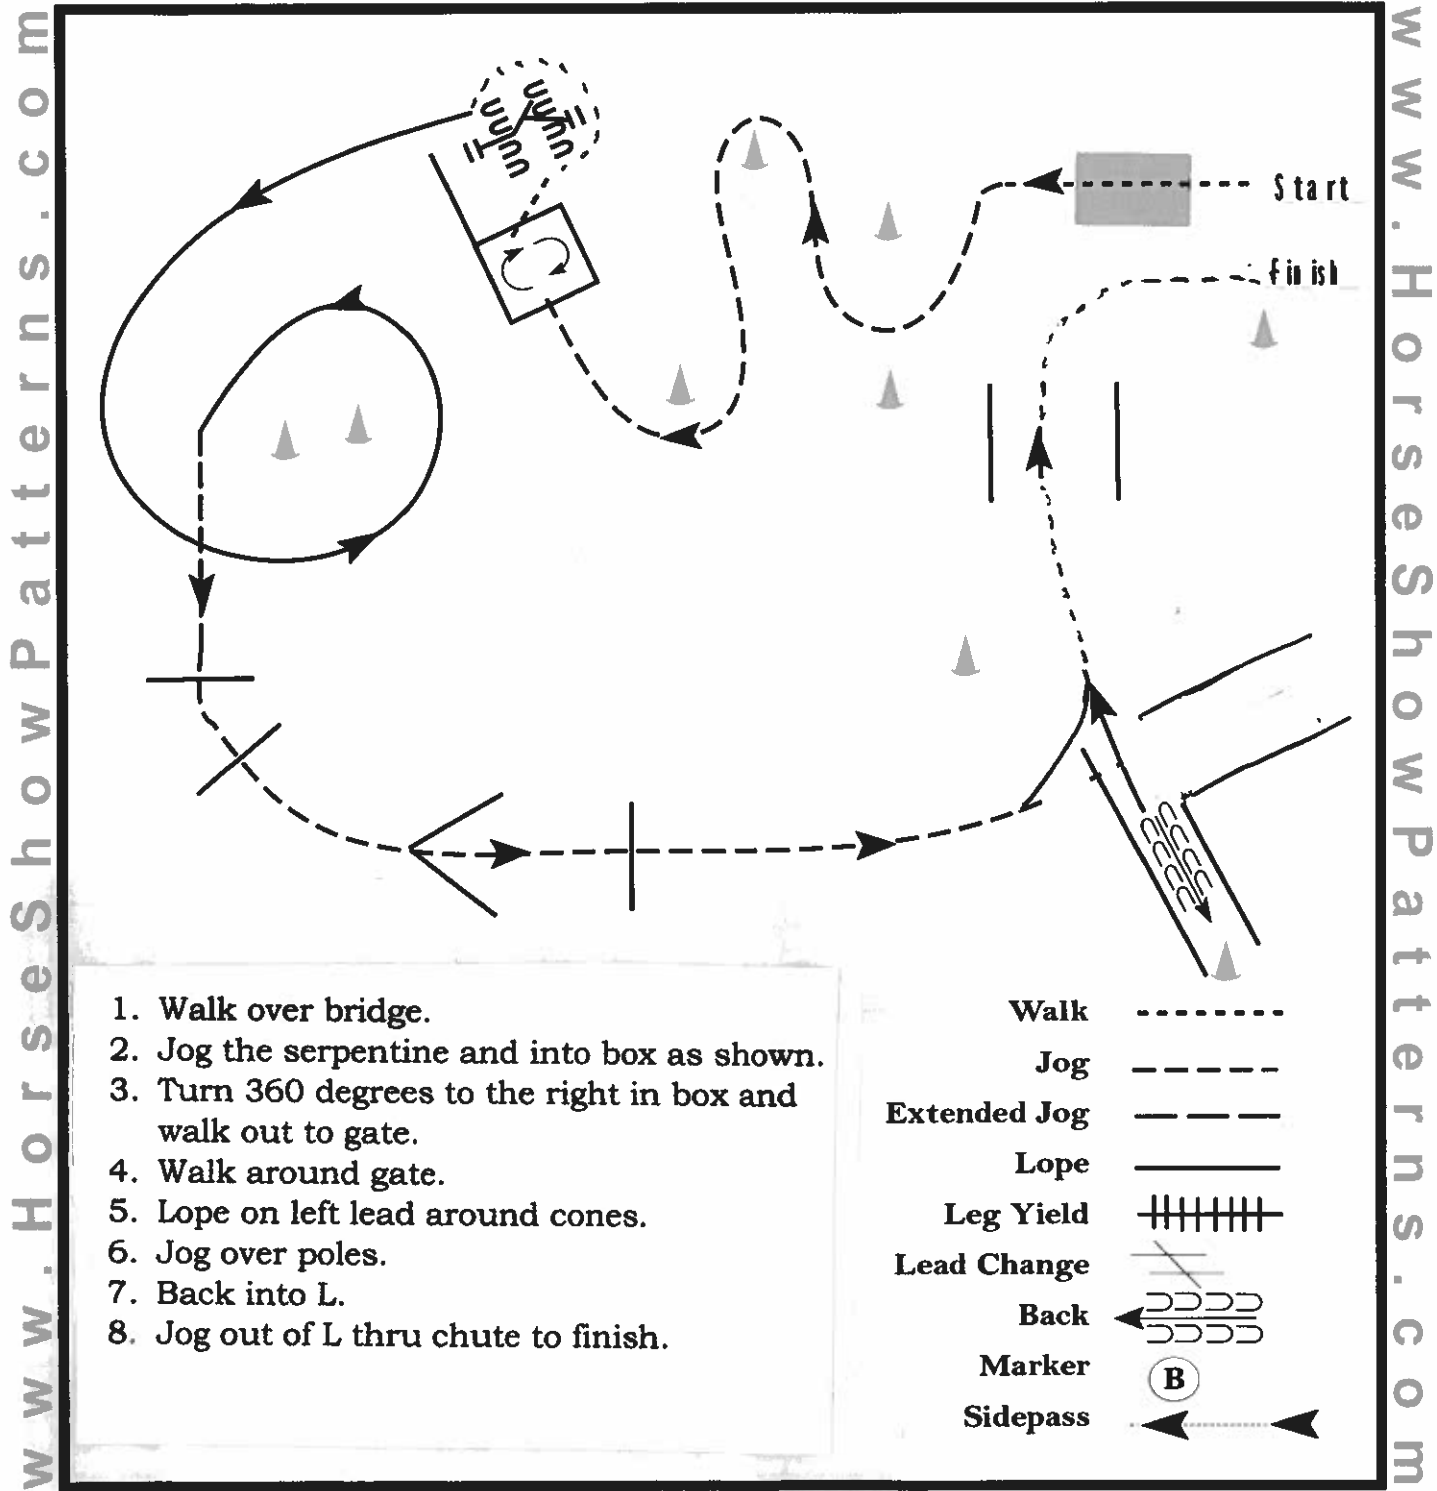 www.HorseShowPatterns.com
www.HorseShowPatterns.com
Start
Finish
1. Walk over bridge.
2. Jog the serpentine and into box as shown.
3. Turn 360 degrees to the right in box and
walk out to gate.
4. Walk around gate.
5. Lope on left lead around cones.
6. Jog over poles.
7. Back into L.
8. Jog out of L thru chute to finish.
Walk
Jog
Extended Jog
Lope
Leg Yield
Lead Change
Back
Marker B
Sidepass